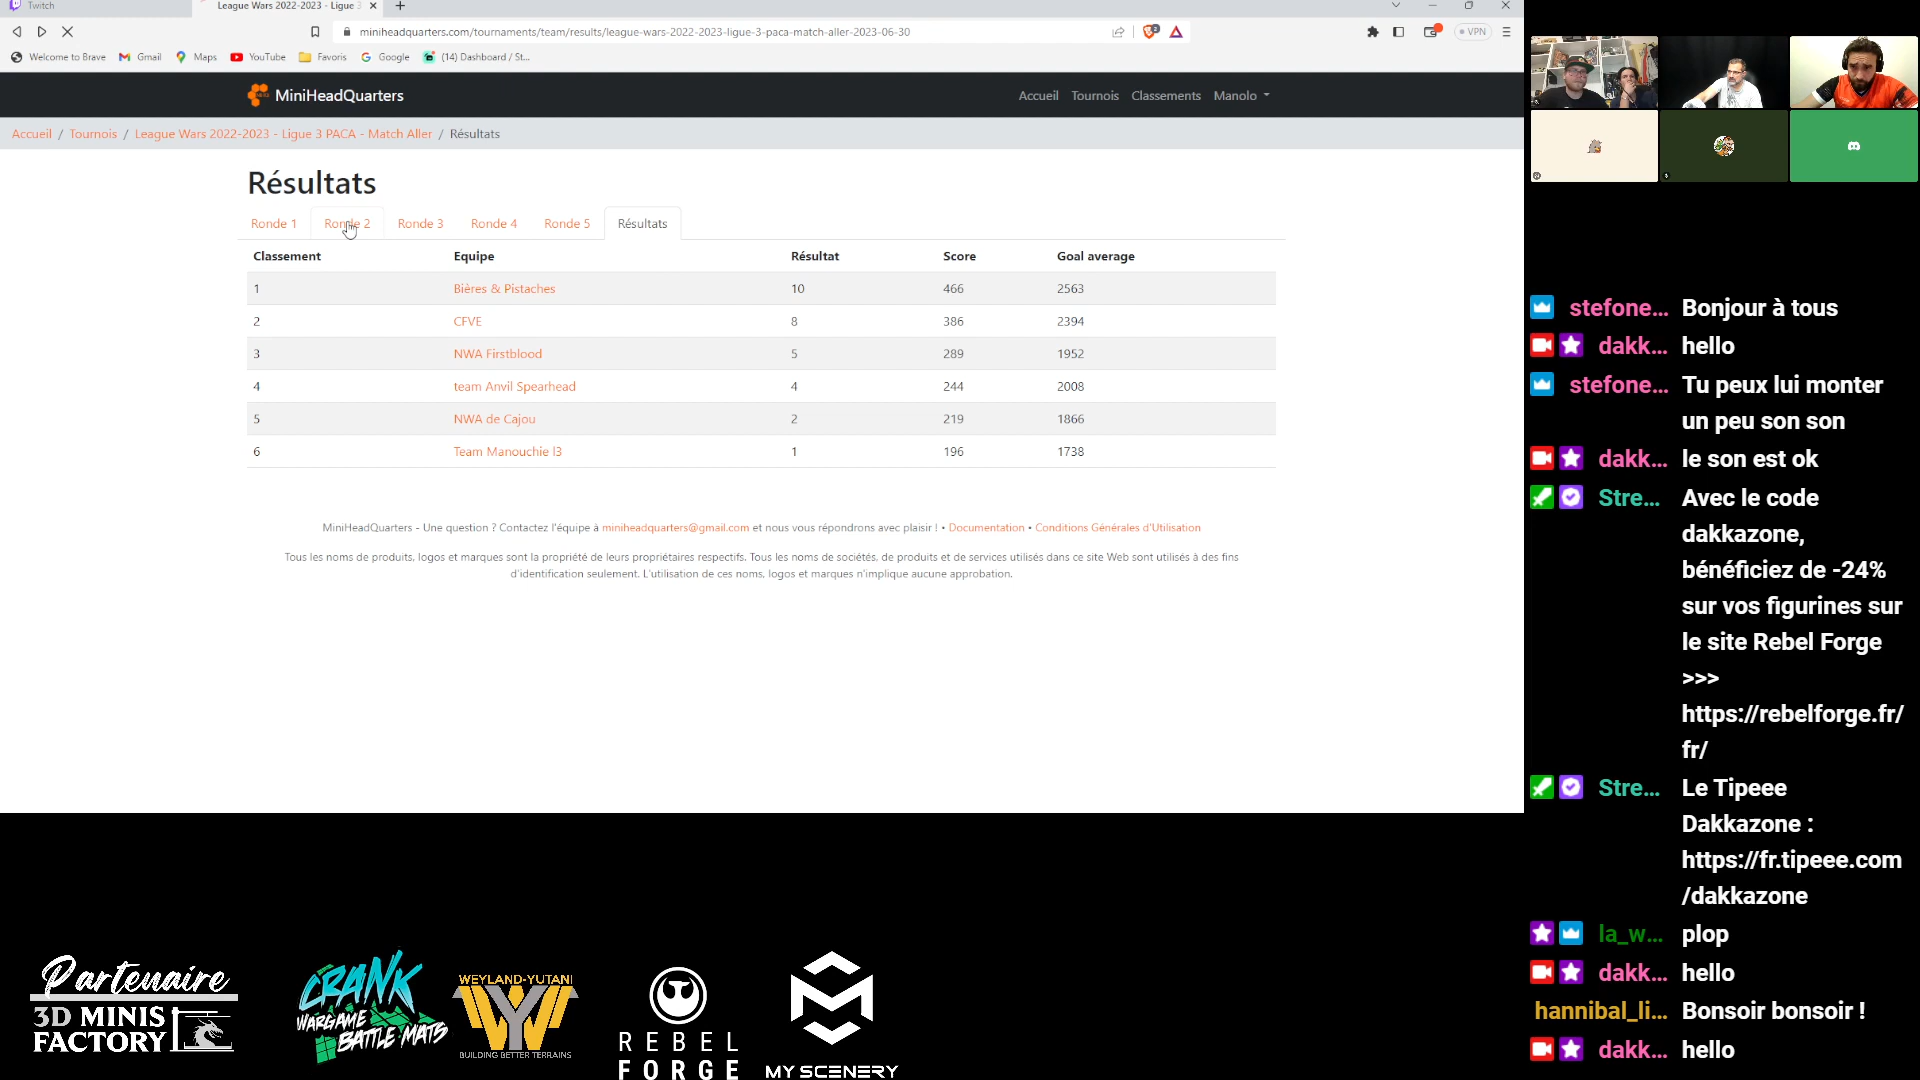 Twitch
League Wars 2022-2023 - Ligue 3
miniheadquarters.com/tournaments/team/results/league-wars-2022-2023-ligue-3-paca-match-aller-2023-06-30
VPN
Welcome to Brave
Gmail
Maps
YouTube
Favoris
Google
(14) Dashboard / St...
MiniHeadQuarters
Accueil
Tournois
Classements
Manolo
Accueil / Tournois / League Wars 2022-2023 - Ligue 3 PACA - Match Aller / Résultats
Résultats
Ronde 1
Ronde 2
Ronde 3
Ronde 4
Ronde 5
Résultats
Classement Equipe Résultat Score Goal average
1 Bières & Pistaches 10 466 2563
2 CFVE 8 386 2394
3 NWA Firstblood 5 289 1952
4 team Anvil Spearhead 4 244 2008
5 NWA de Cajou 2 219 1866
6 Team Manouchie l3 1 196 1738
MiniHeadQuarters - Une question ? Contactez l'équipe à miniheadquarters@gmail.com et nous vous répondrons avec plaisir ! • Documentation • Conditions Générales d'Utilisation
Tous les noms de produits, logos et marques sont la propriété de leurs propriétaires respectifs. Tous les noms de sociétés, de produits et de services utilisés dans ce site Web sont utilisés à des fins
d'identification seulement. L'utilisation de ces noms, logos et marques n'implique aucune approbation.
stefone... Bonjour à tous
dakk... hello
stefone... Tu peux lui monter
un peu son son
dakk... le son est ok
Stre... Avec le code
dakkazone,
bénéficiez de -24%
sur vos figurines sur
le site Rebel Forge
>>>
https://rebelforge.fr/
fr/
Stre... Le Tipeee
Dakkazone :
https://fr.tipeee.com
/dakkazone
la_w... plop
dakk... hello
hannibal_li... Bonsoir bonsoir !
dakk... hello
Partenaire
3D MINIS
FACTORY
CRANK
WARGAME
BATTLE MATS
WEYLAND-YUTANI
BUILDING BETTER TERRAINS
REBEL
FORGE
MY SCENERY